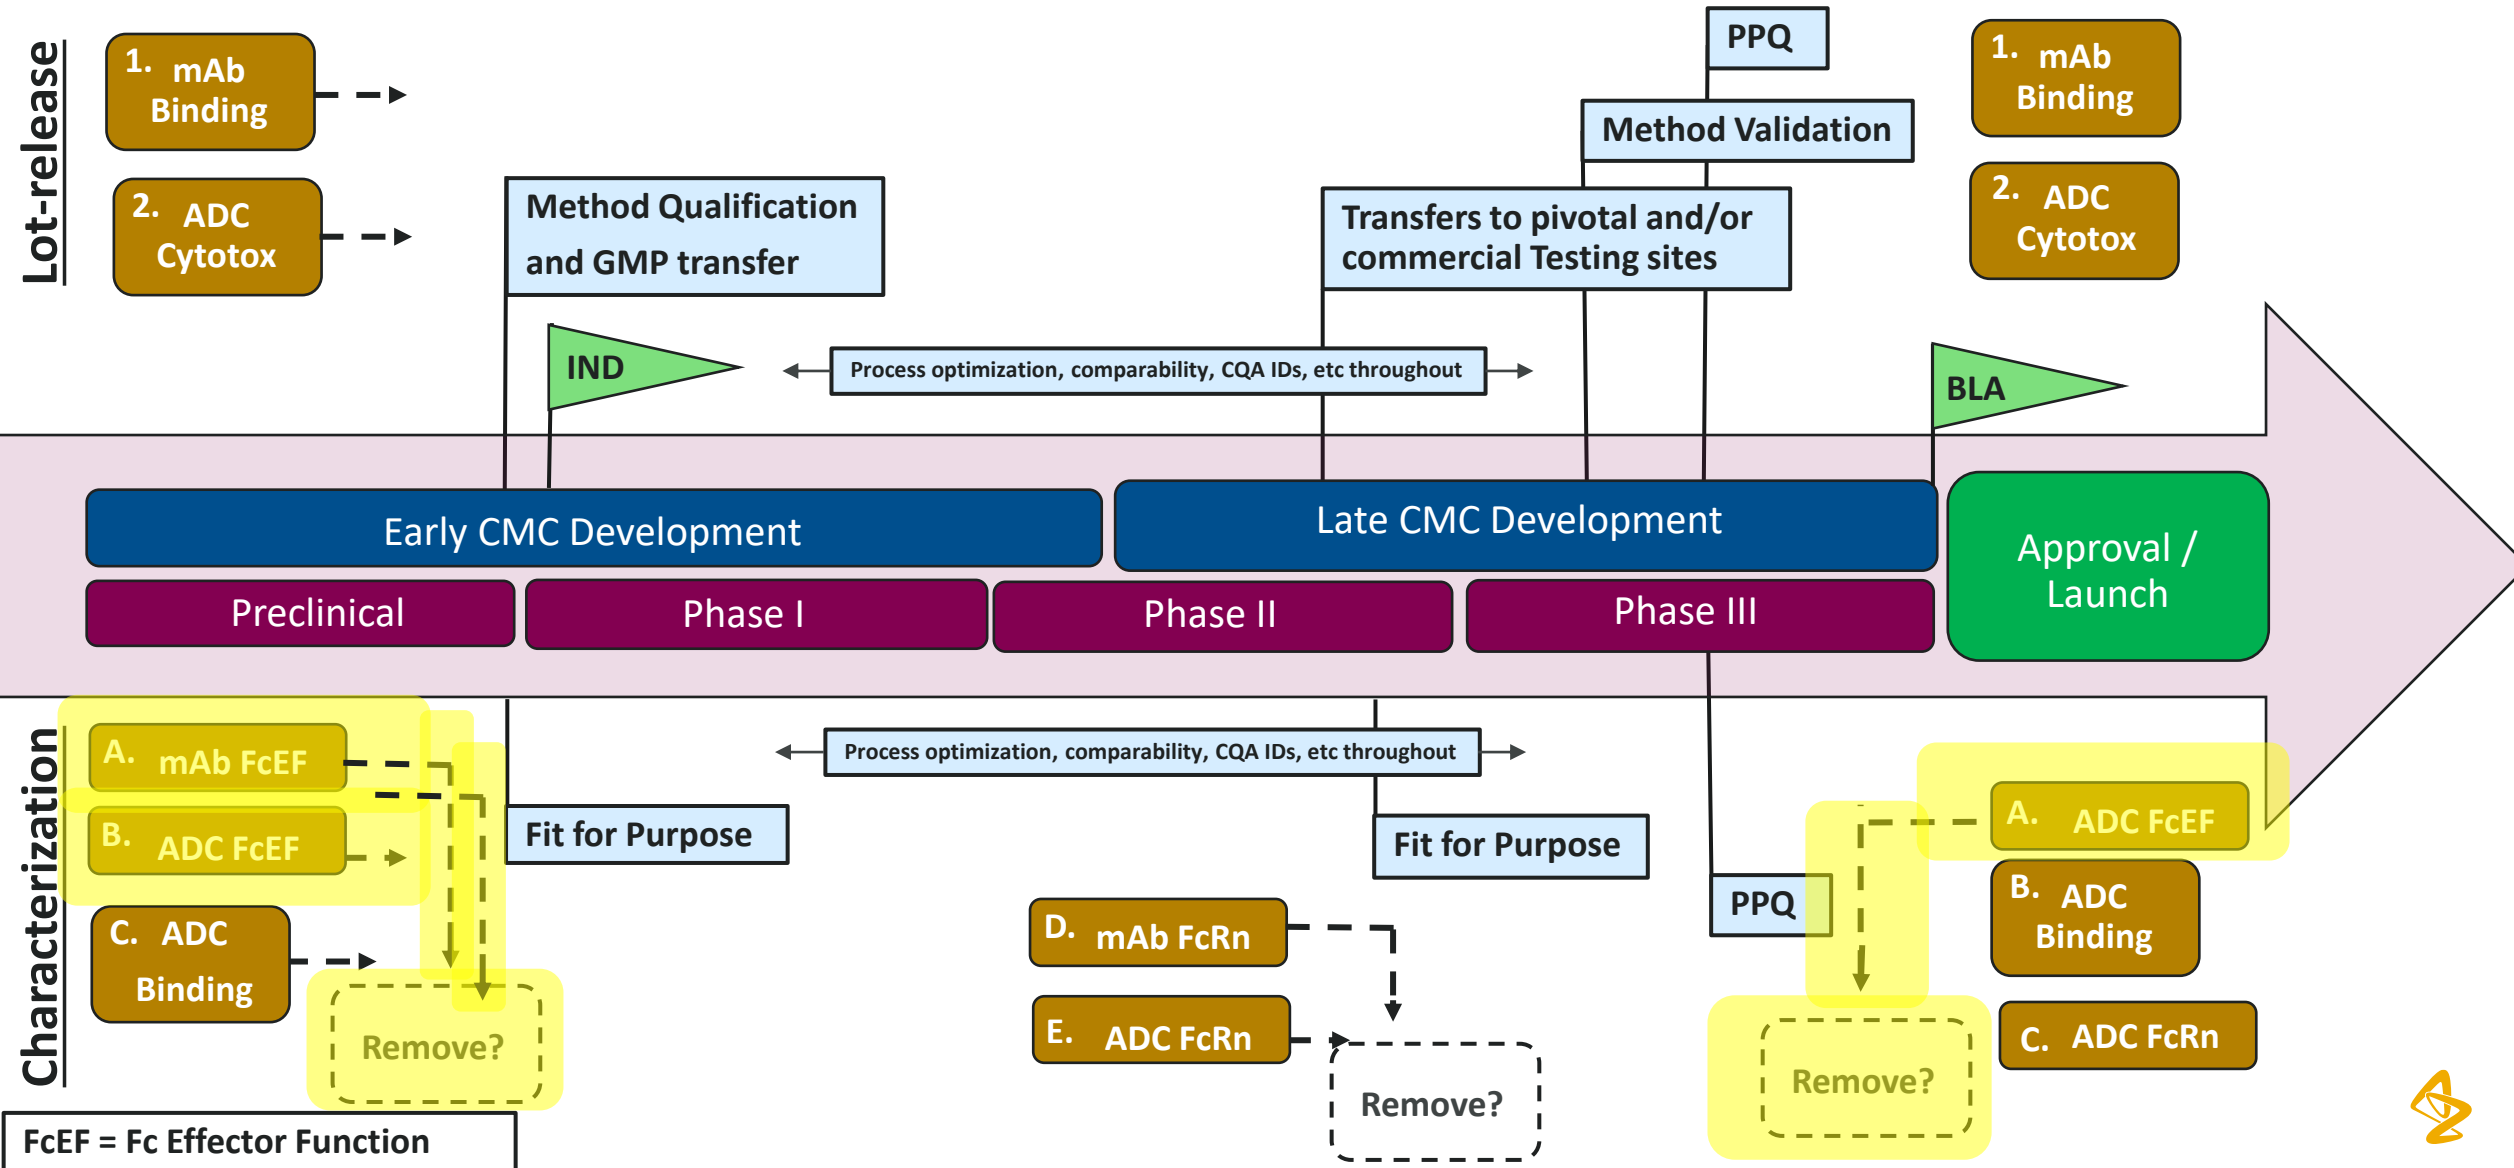 Lot-release
1. mAb
Binding
2. ADC
Cytotox
Method Qualification
and GMP transfer
IND
Process optimization, comparability, CQA IDs, etc throughout
Transfers to pivotal and/or
commercial Testing sites
Method Validation
PPQ
1. mAb
Binding
2. ADC
Cytotox
BLA
Early CMC Development
Late CMC Development
Approval /
Launch
Preclinical
Phase I
Phase II
Phase III
Characterization
A. mAb FcEF
B. ADC FcEF
C. ADC
Binding
Remove?
Fit for Purpose
Process optimization, comparability, CQA IDs, etc throughout
Fit for Purpose
D. mAb FcRn
E. ADC FcRn
Remove?
PPQ
A. ADC FcEF
B. ADC
Binding
C. ADC FcRn
Remove?
FcEF = Fc Effector Function